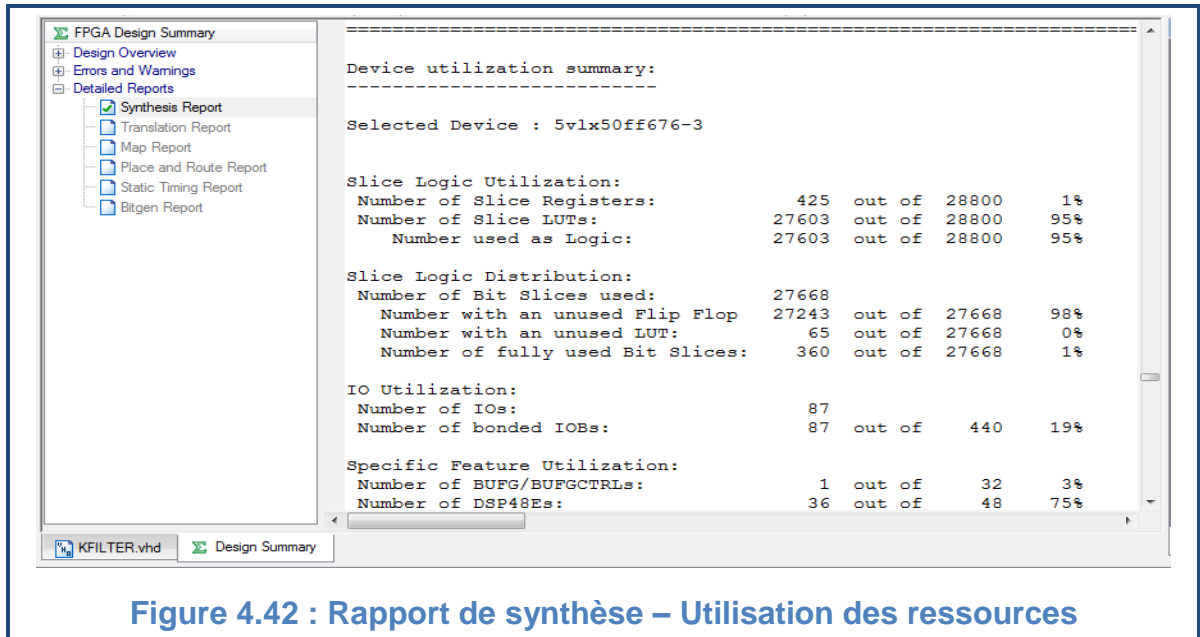 FPGA Design Summary
Design Overview
Errors and Warnings
Detailed Reports
Synthesis Report
Translation Report
Map Report
Place and Route Report
Static Timing Report
Bitgen Report
=========================================================================
Device utilization summary:
---------------------------
Selected Device : 5vlx50ff676-3
Slice Logic Utilization:
Number of Slice Registers: 425 out of 28800 1%
Number of Slice LUTs: 27603 out of 28800 95%
Number used as Logic: 27603 out of 28800 95%
Slice Logic Distribution:
Number of Bit Slices used: 27668
Number with an unused Flip Flop 27243 out of 27668 98%
Number with an unused LUT: 65 out of 27668 0%
Number of fully used Bit Slices: 360 out of 27668 1%
IO Utilization:
Number of IOs: 87
Number of bonded IOBs: 87 out of 440 19%
Specific Feature Utilization:
Number of BUFG/BUFGCTRLs: 1 out of 32 3%
Number of DSP48Es: 36 out of 48 75%
KFILTER.vhd
Design Summary
Figure 4.42 : Rapport de synthèse – Utilisation des ressources